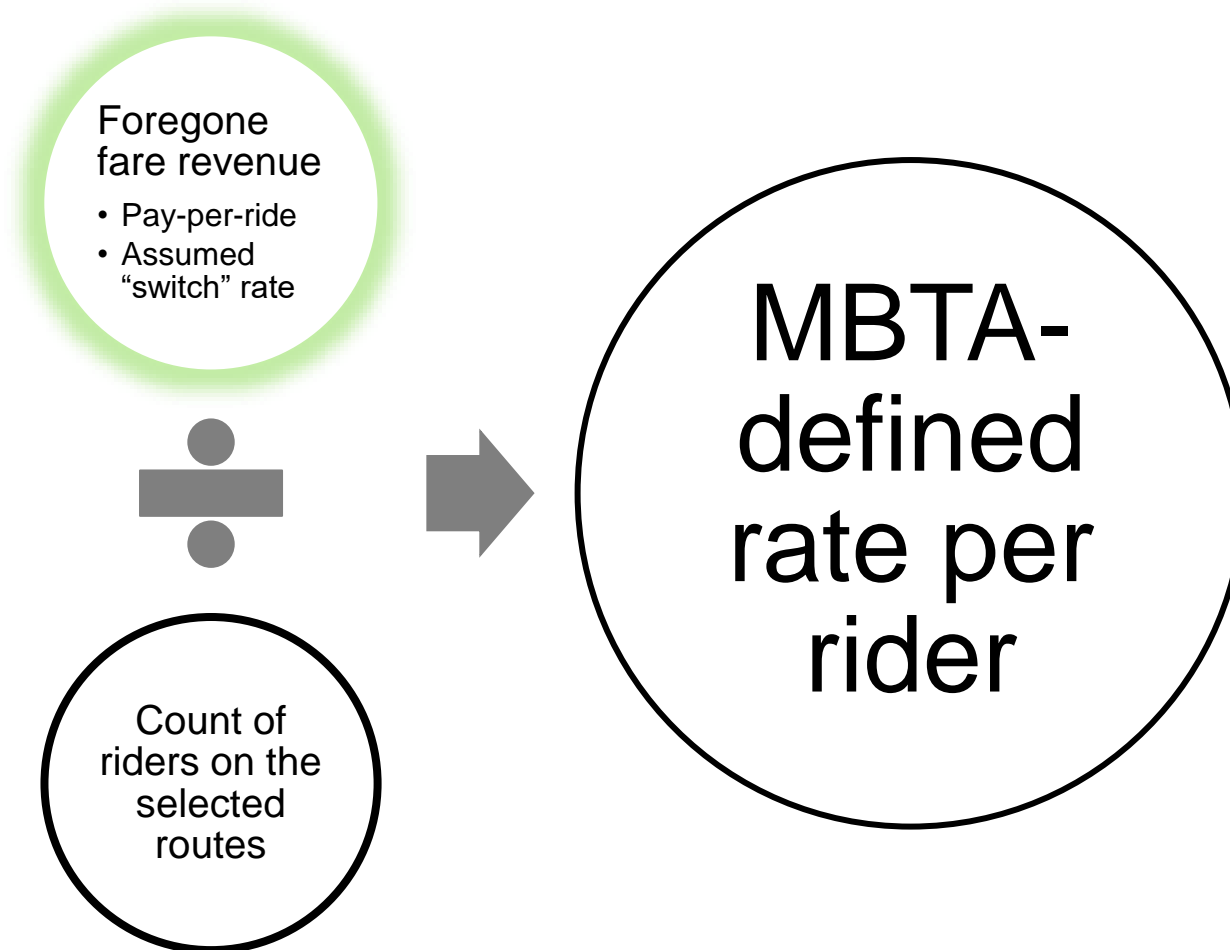 Foregone
fare revenue
• Pay-per-ride
• Assumed
“switch” rate
Count of
riders on the
selected
routes
MBTA-
defined
rate per
rider